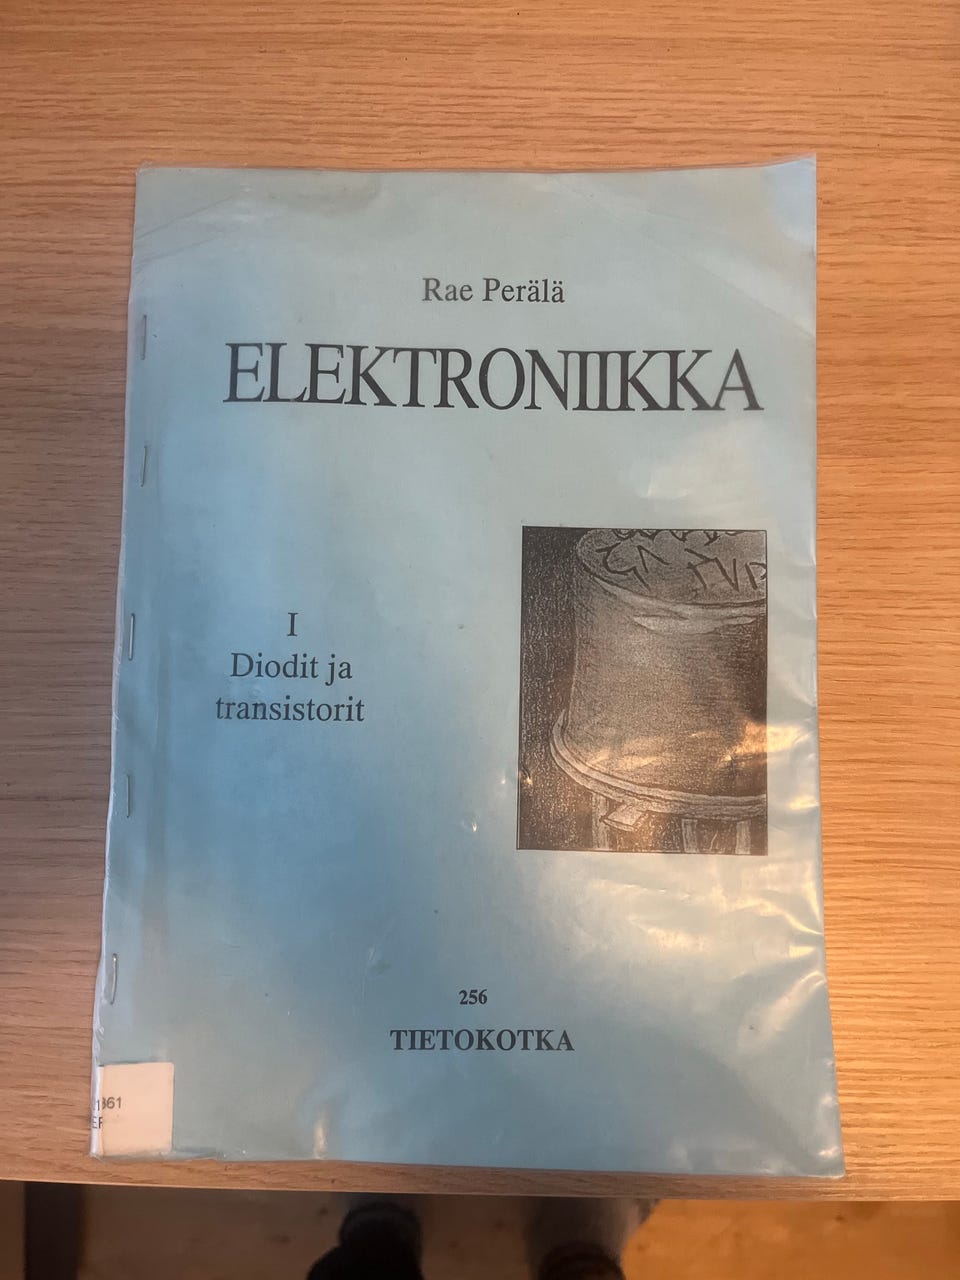 Rae Perälä
ELEKTRONIIKKA
I
Diodit ja
transistorit
256
TIETOKOTKA